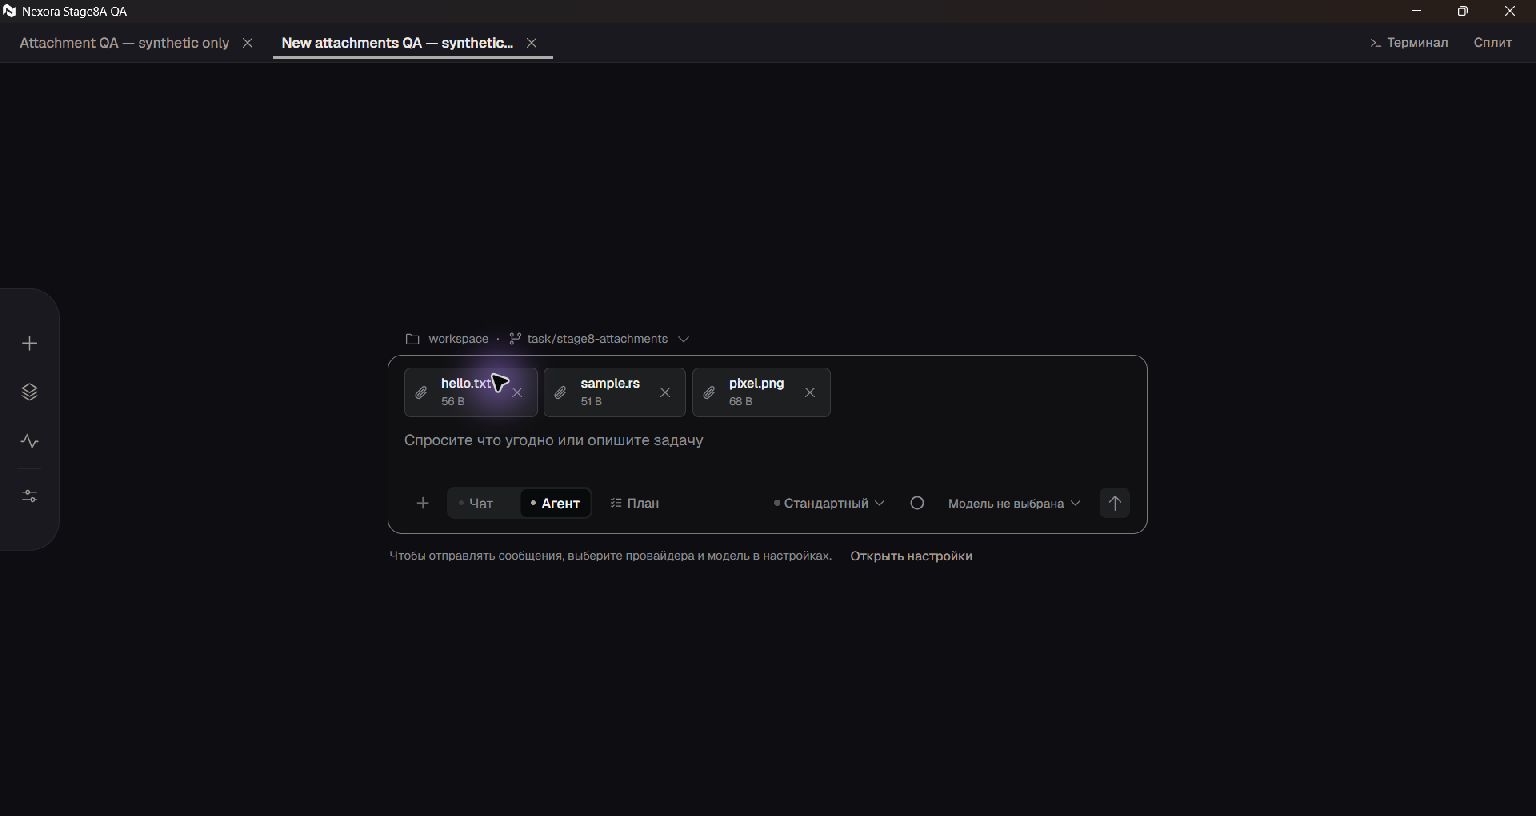 Nexora Stage8A QA
Attachment QA — synthetic only
New attachments QA — synthetic...
Терминал
Сплит
workspace · task/stage8-attachments
hello.txt
56 B
sample.rs
51 B
pixel.png
68 B
Спросите что угодно или опишите задачу
Чат
Агент
План
Стандартный
Модель не выбрана
Чтобы отправлять сообщения, выберите провайдера и модель в настройках. Открыть настройки